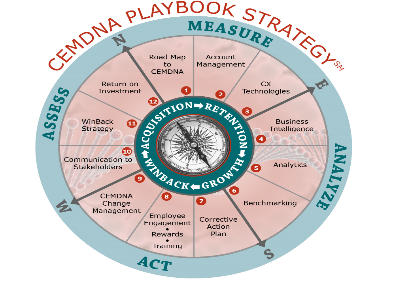 CEMDNA PLAYBOOK STRATEGY SM
MEASURE
ANALYZE
ACT
ASSESS
N
E
S
W
Road Map
to
CEMDNA
Account
Management
CX
Technologies
Business
Intelligence
Analytics
Benchmarking
Corrective
Action
Plan
Employee
Engagement
•
Rewards
•
Training
CEMDNA
Change
Management
Communication to
Stakeholders
WinBack
Strategy
Return on
Investment
1
2
3
4
5
6
7
8
9
10
11
12
ACQUISITION
RETENTION
GROWTH
WINBACK